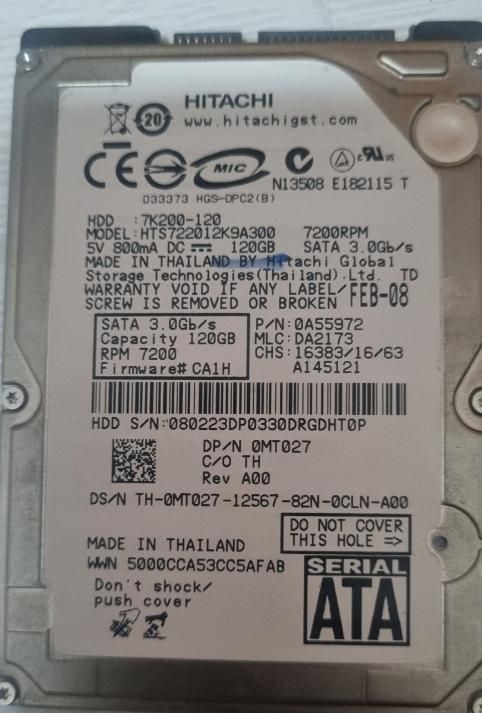 HITACHI
20 www.hitachigst.com
CE MIC c UL us
N13508 E182115 T
D33373 HGS-DPC2(B)
HDD :7K200-120
MODEL:HTS722012K9A300 7200RPM
5V 800mA DC 120GB SATA 3.0Gb/s
MADE IN THAILAND BY Hitachi Global
Storage Technologies(Thailand).Ltd. TD
WARRANTY VOID IF ANY LABEL/
SCREW IS REMOVED OR BROKEN FEB-08
SATA 3.0Gb/s
Capacity 120GB
RPM 7200
Firmware# CA1H
P/N:0A55972
MLC:DA2173
CHS:16383/16/63
A145121
HDD S/N:080223DP0330DRGDHT0P
DP/N 0MT027
C/O TH
Rev A00
DS/N TH-0MT027-12567-82N-0CLN-A00
DO NOT COVER
THIS HOLE =>
MADE IN THAILAND
WWN 5000CCA53CC5AFAB
Don't shock/
push cover
SERIAL
ATA